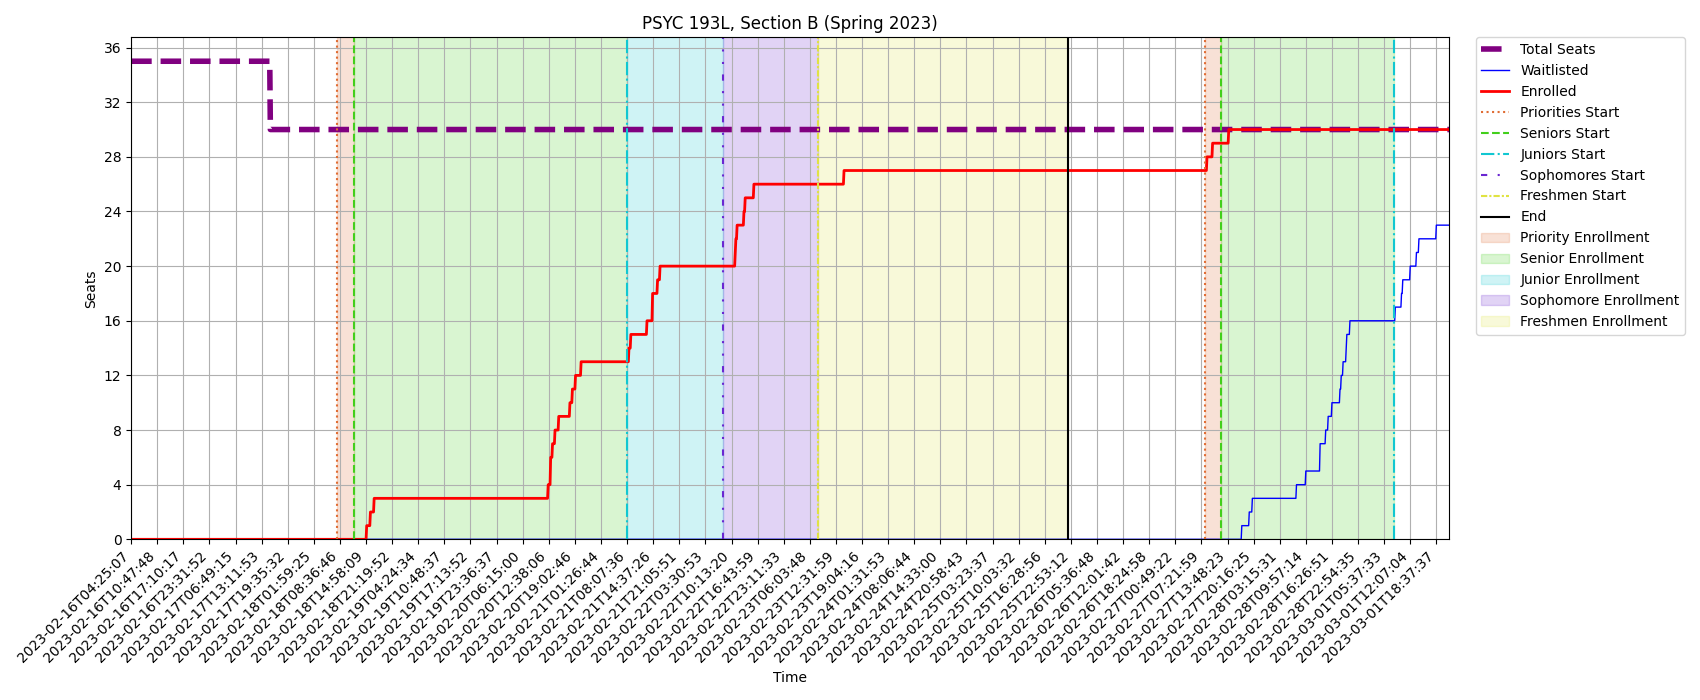 PSYC 193L, Section B (Spring 2023)
Seats
36
32
28
24
20
16
12
8
4
0
2023-02-16T04:25:07
2023-02-16T10:47:48
2023-02-16T17:10:17
2023-02-16T23:31:52
2023-02-17T06:49:15
2023-02-17T13:11:53
2023-02-17T19:35:32
2023-02-18T01:59:25
2023-02-18T08:36:46
2023-02-18T14:58:09
2023-02-18T21:19:52
2023-02-19T04:24:34
2023-02-19T10:48:37
2023-02-19T17:13:52
2023-02-19T23:36:37
2023-02-20T06:15:00
2023-02-20T12:38:06
2023-02-20T19:02:46
2023-02-21T01:26:44
2023-02-21T08:07:36
2023-02-21T14:37:26
2023-02-21T21:05:51
2023-02-22T03:30:53
2023-02-22T10:13:20
2023-02-22T16:43:59
2023-02-22T23:11:33
2023-02-23T06:03:48
2023-02-23T12:31:59
2023-02-23T19:04:16
2023-02-24T01:31:53
2023-02-24T08:06:44
2023-02-24T14:33:00
2023-02-24T20:58:43
2023-02-25T03:23:37
2023-02-25T10:03:32
2023-02-25T16:28:56
2023-02-25T22:53:12
2023-02-26T05:36:48
2023-02-26T12:01:42
2023-02-26T18:24:58
2023-02-27T00:49:22
2023-02-27T07:21:59
2023-02-27T13:48:23
2023-02-27T20:16:25
2023-02-28T03:15:31
2023-02-28T09:57:14
2023-02-28T16:26:51
2023-02-28T22:54:35
2023-03-01T05:37:33
2023-03-01T12:07:04
2023-03-01T18:37:37
Time
Total Seats
Waitlisted
Enrolled
Priorities Start
Seniors Start
Juniors Start
Sophomores Start
Freshmen Start
End
Priority Enrollment
Senior Enrollment
Junior Enrollment
Sophomore Enrollment
Freshmen Enrollment